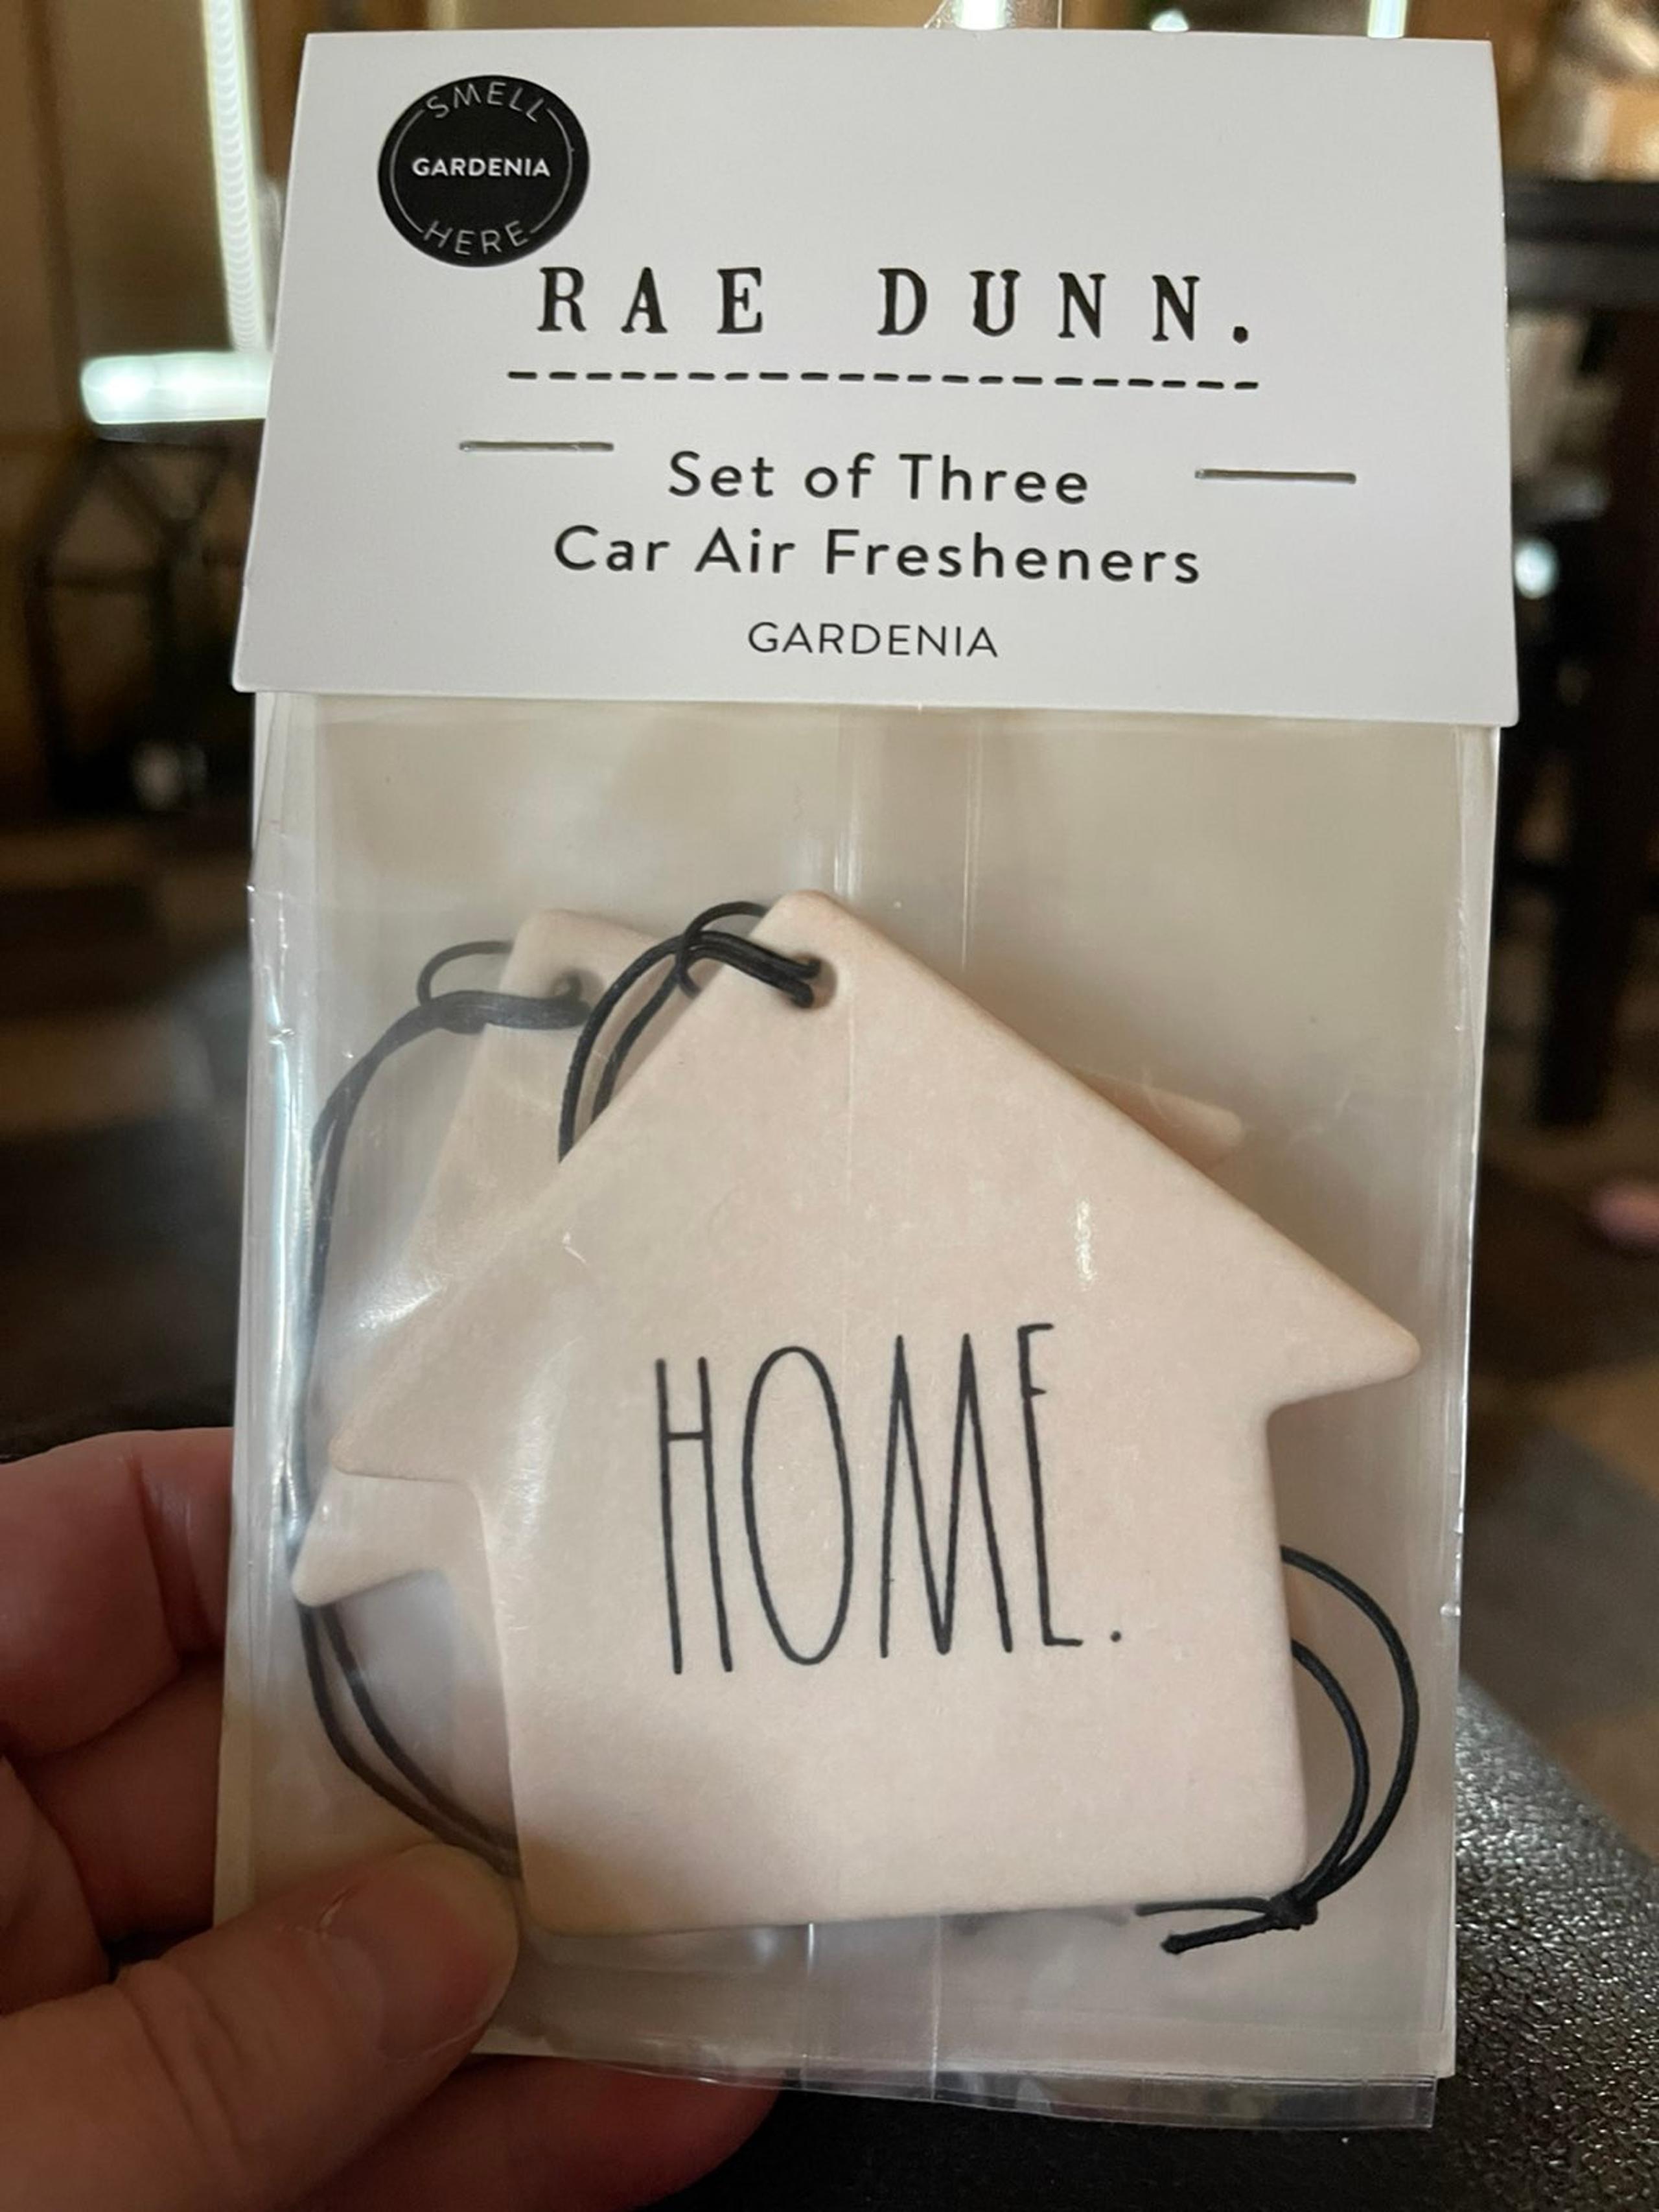 SMELL
GARDENIA
HERE
RAE DUNN.
Set of Three
Car Air Fresheners
GARDENIA
HOME.